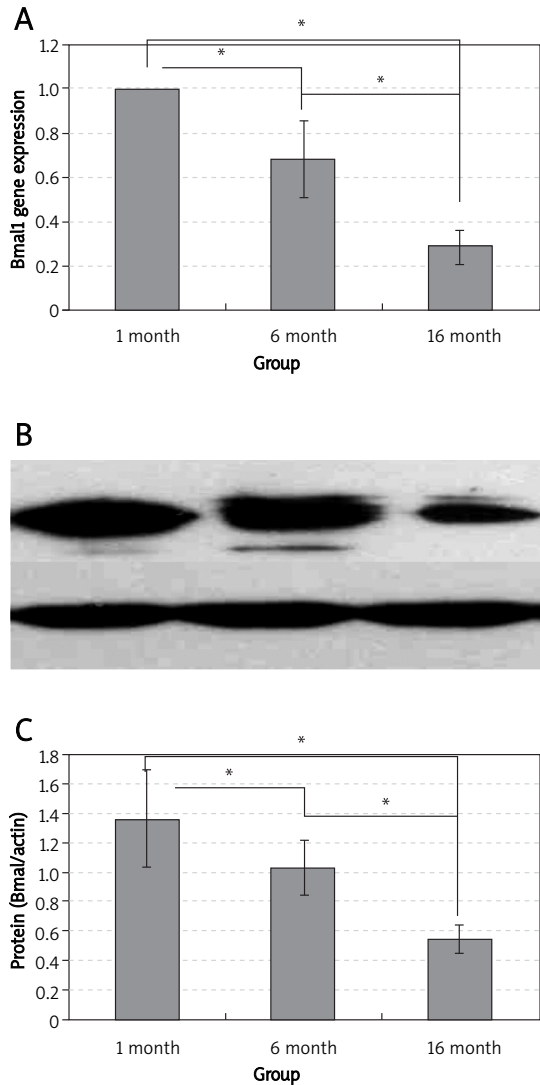 A
*
*
*
1.2
1.0
0.8
0.6
0.4
0.2
0
Bmal1 gene expression
1 month 6 month 16 month
Group
B
C
*
*
*
1.8
1.6
1.4
1.2
1.0
0.8
0.6
0.4
0.2
0
Protein (Bmal/actin)
1 month 6 month 16 month
Group